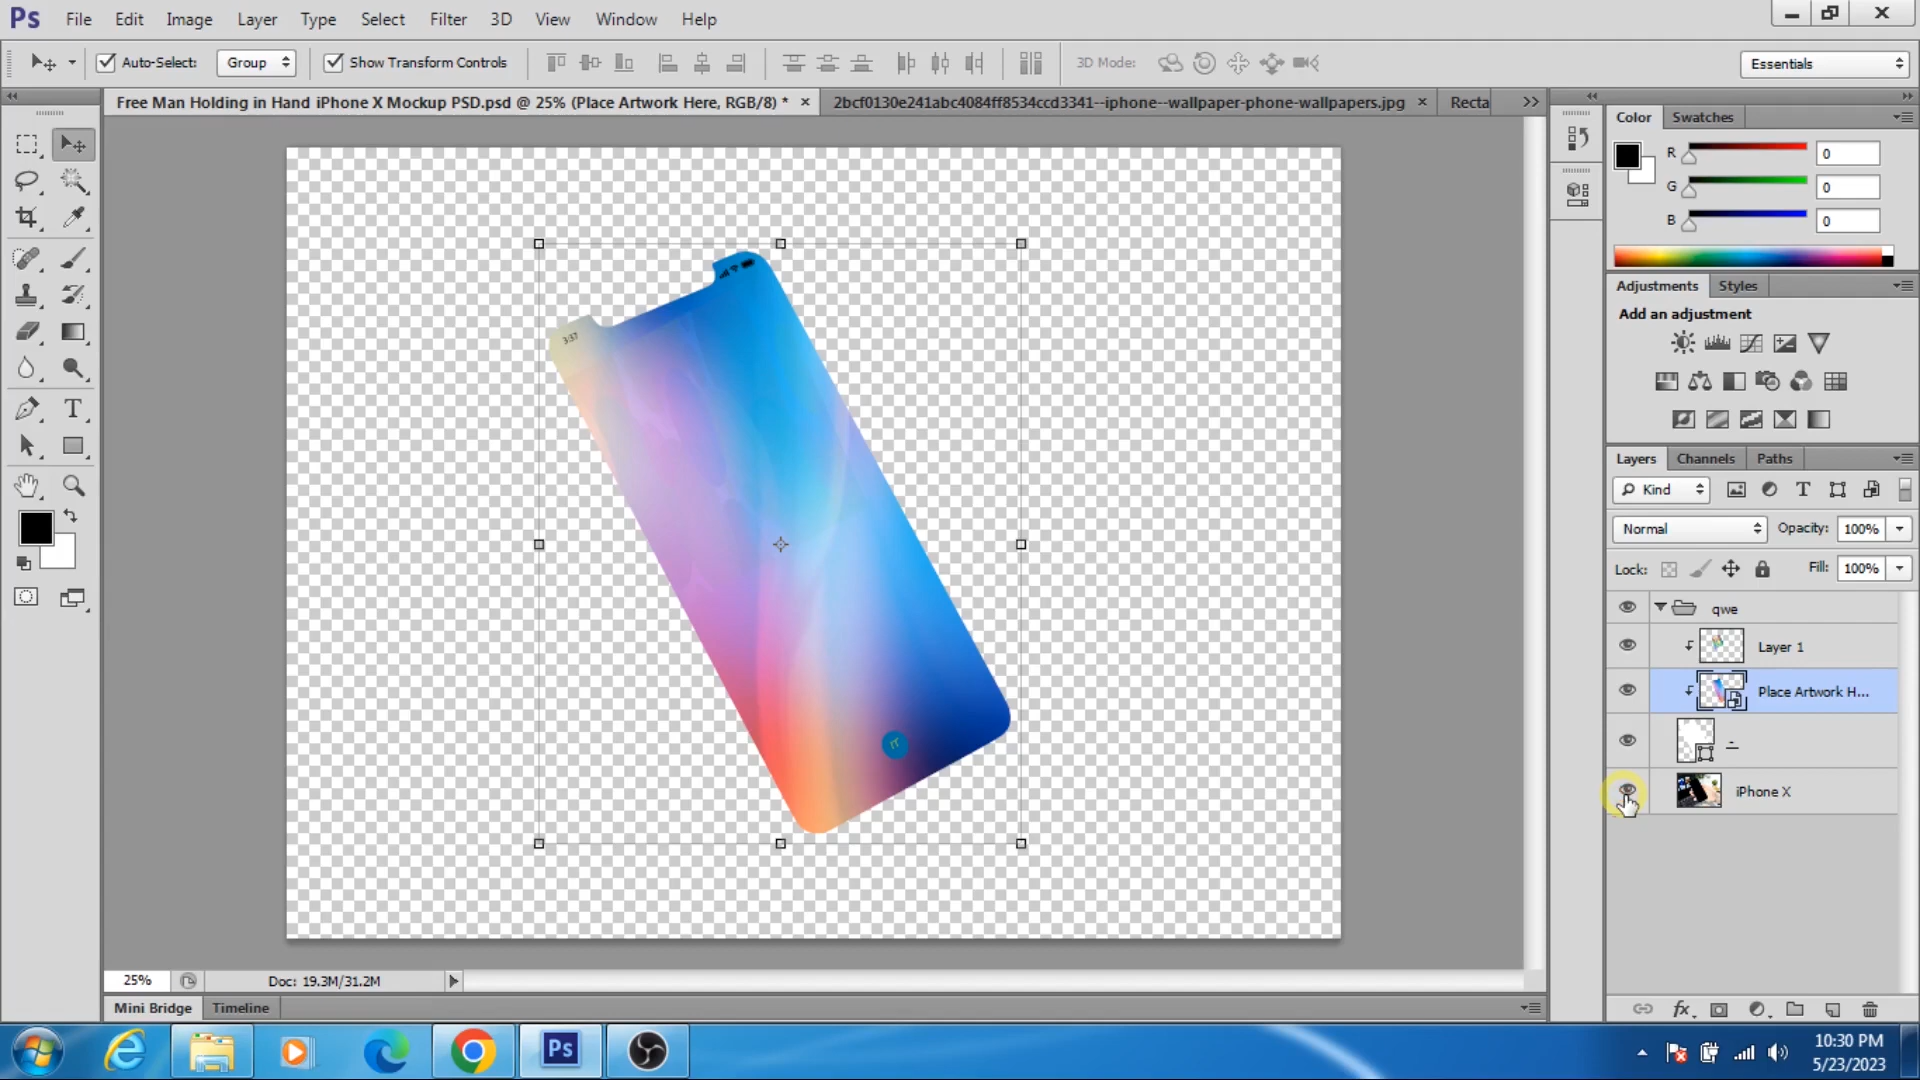 Ps File Edit Image Layer Type Select Filter 3D View Window Help
Auto-Select: Group Show Transform Controls 3D Mode: Essentials
Free Man Holding in Hand iPhone X Mockup PSD.psd @ 25% (Place Artwork Here, RGB/8) * × 2bcf0130e241abc4084ff8534ccd3341--iphone--wallpaper-phone-wallpapers.jpg × Recta >>
Color Swatches
R 0
G 0
B 0
Adjustments Styles
Add an adjustment
3:37
Layers Channels Paths
Kind
Normal Opacity: 100%
Lock: Fill: 100%
qwe
Layer 1
Place Artwork H...
-
iPhone X
25% Doc: 19.3M/31.2M
Mini Bridge Timeline
Ps
10:30 PM
5/23/2023